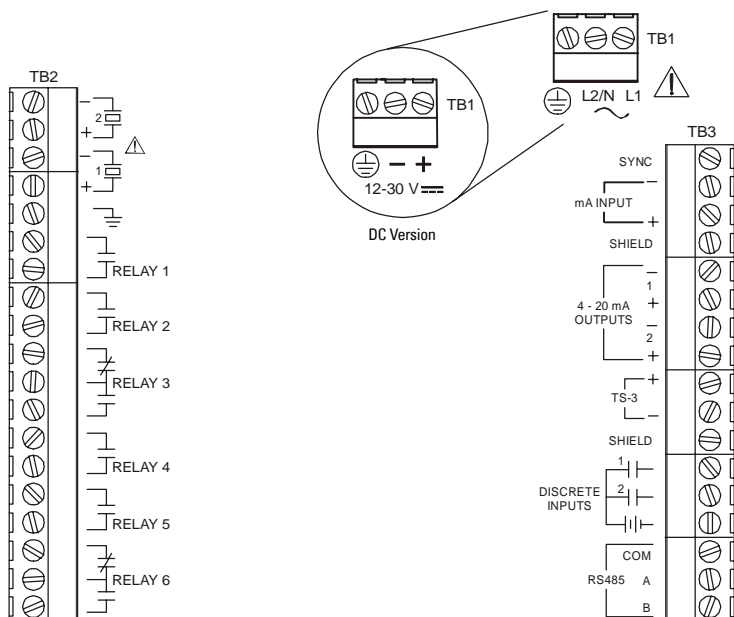 TB2
-
2
+
-
1
+
RELAY 1
RELAY 2
RELAY 3
RELAY 4
RELAY 5
RELAY 6
TB1
- +
12-30 V
DC Version
TB1
L2/N L1
TB3
SYNC
-
mA INPUT
+
SHIELD
-
1
+
4 - 20 mA
OUTPUTS
-
2
+
+
TS-3
-
SHIELD
1
2
DISCRETE
INPUTS
COM
RS485 A
B